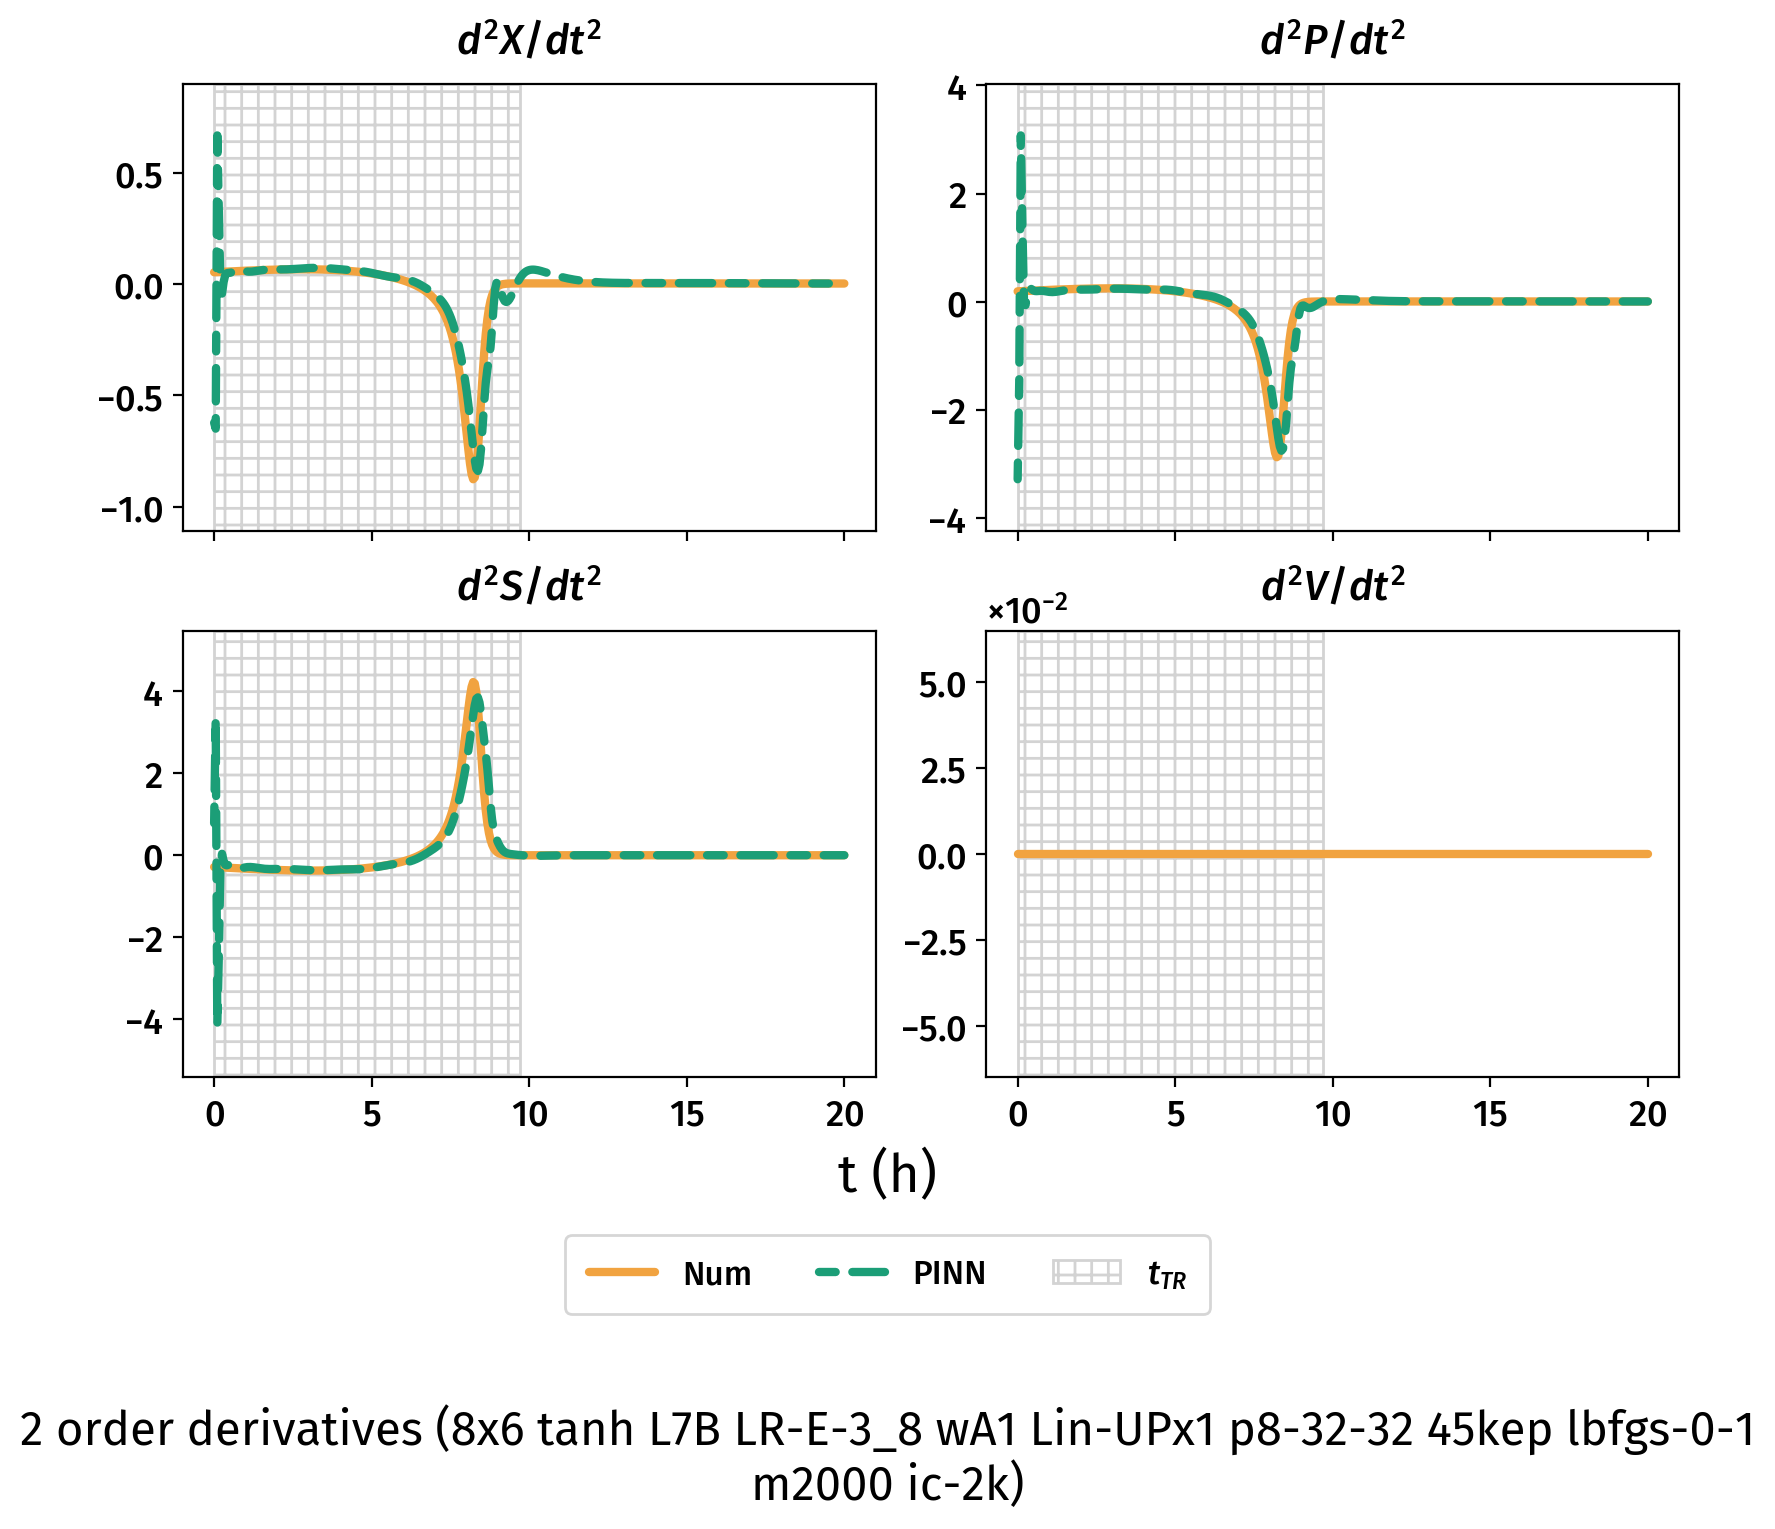 d²X/dt²
d²P/dt²
0.5
0.0
−0.5
−1.0
4
2
0
−2
−4
d²S/dt²
d²V/dt²
×10⁻²
4
2
0
−2
−4
5.0
2.5
0.0
−2.5
−5.0
0 5 10 15 20
0 5 10 15 20
t (h)
Num PINN t_TR
2 order derivatives (8x6 tanh L7B LR-E-3_8 wA1 Lin-UPx1 p8-32-32 45kep lbfgs-0-1
m2000 ic-2k)